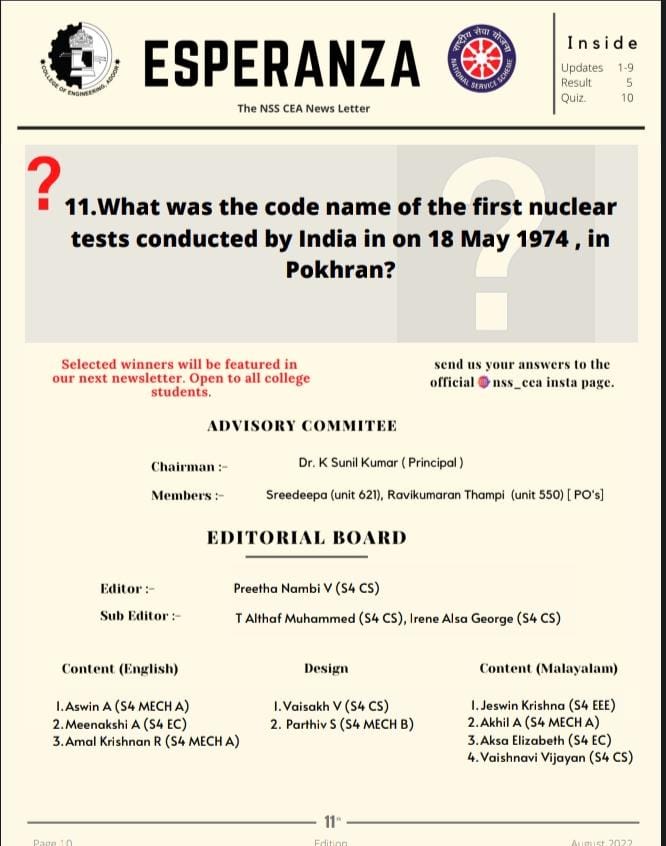 COLLEGE OF ENGINEERING, ADOOR
ESPERANZA
The NSS CEA News Letter
राष्ट्रीय सेवा योजना
NATIONAL SERVICE SCHEME
Inside
Updates 1-9
Result 5
Quiz. 10
?
?
11.What was the code name of the first nuclear
tests conducted by India in on 18 May 1974 , in
Pokhran?
Selected winners will be featured in
our next newsletter. Open to all college
students.
send us your answers to the
official nss_cea insta page.
ADVISORY COMMITEE
Chairman :- Dr. K Sunil Kumar ( Principal )
Members :- Sreedeepa (unit 621), Ravikumaran Thampi (unit 550) [ PO's]
EDITORIAL BOARD
Editor :- Preetha Nambi V (S4 CS)
Sub Editor :- T Althaf Muhammed (S4 CS), Irene Alsa George (S4 CS)
Content (English)
1.Aswin A (S4 MECH A)
2.Meenakshi A (S4 EC)
3.Amal Krishnan R (S4 MECH A)
Design
1.Vaisakh V (S4 CS)
2. Parthiv S (S4 MECH B)
Content (Malayalam)
1.Jeswin Krishna (S4 EEE)
2.Akhil A (S4 MECH A)
3.Aksa Elizabeth (S4 EC)
4.Vaishnavi Vijayan (S4 CS)
11th
Page 10
Edition
August 2022